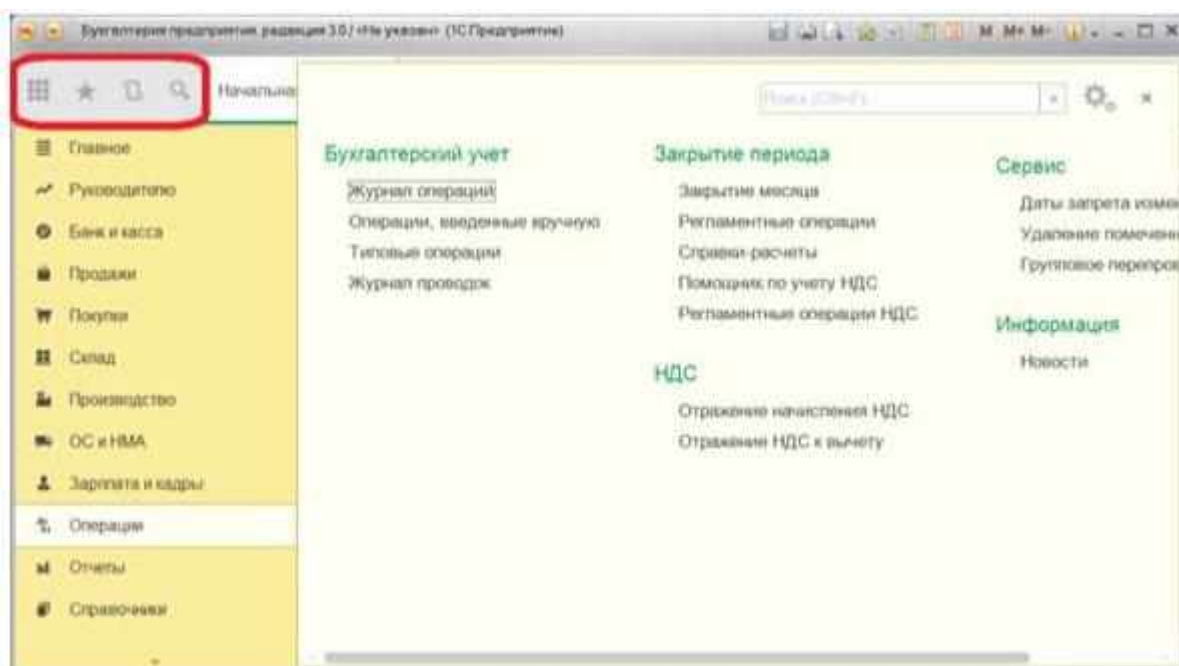 Бухгалтерия предприятия, редакция 3.0 / <Не указан> (1С:Предприятие)
M M+ M-
Начальная
Поиск (Ctrl+F)
Главное
Руководителю
Банк и касса
Продажи
Покупки
Склад
Производство
ОС и НМА
Зарплата и кадры
Операции
Отчеты
Справочники
Бухгалтерский учет
Журнал операций
Операции, введенные вручную
Типовые операции
Журнал проводок
Закрытие периода
Закрытие месяца
Регламентные операции
Справки-расчеты
Помощник по учету НДС
Регламентные операции НДС
НДС
Отражение начисления НДС
Отражение НДС к вычету
Сервис
Даты запрета измен
Удаление помеченн
Групповое перепров
Информация
Новости